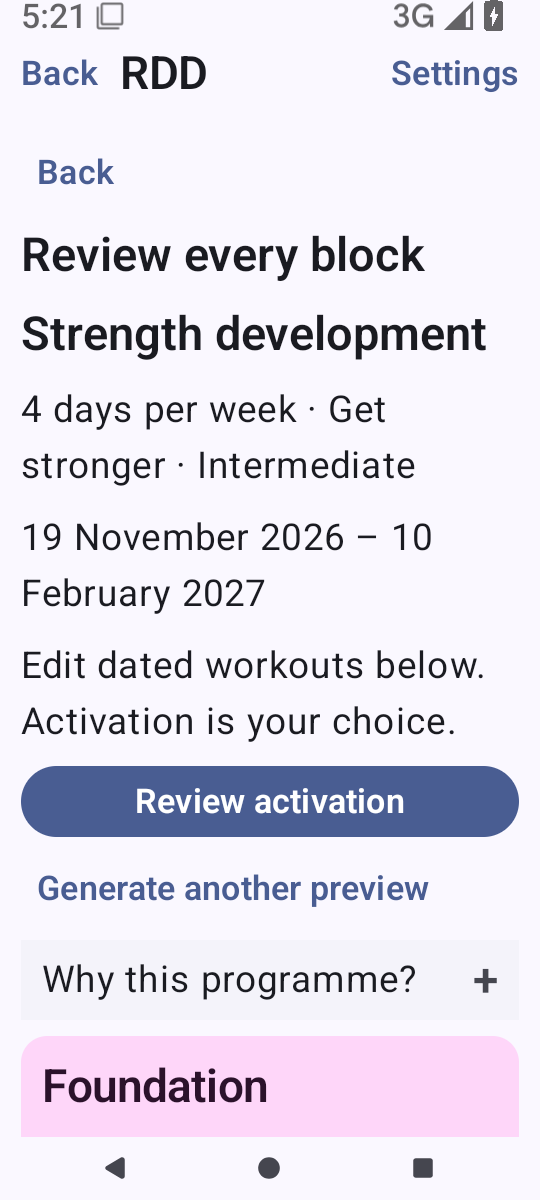 5:21 3G
Back RDD Settings
Back
Review every block
Strength development
4 days per week · Get
stronger · Intermediate
19 November 2026 – 10
February 2027
Edit dated workouts below.
Activation is your choice.
Review activation
Generate another preview
Why this programme? +
Foundation